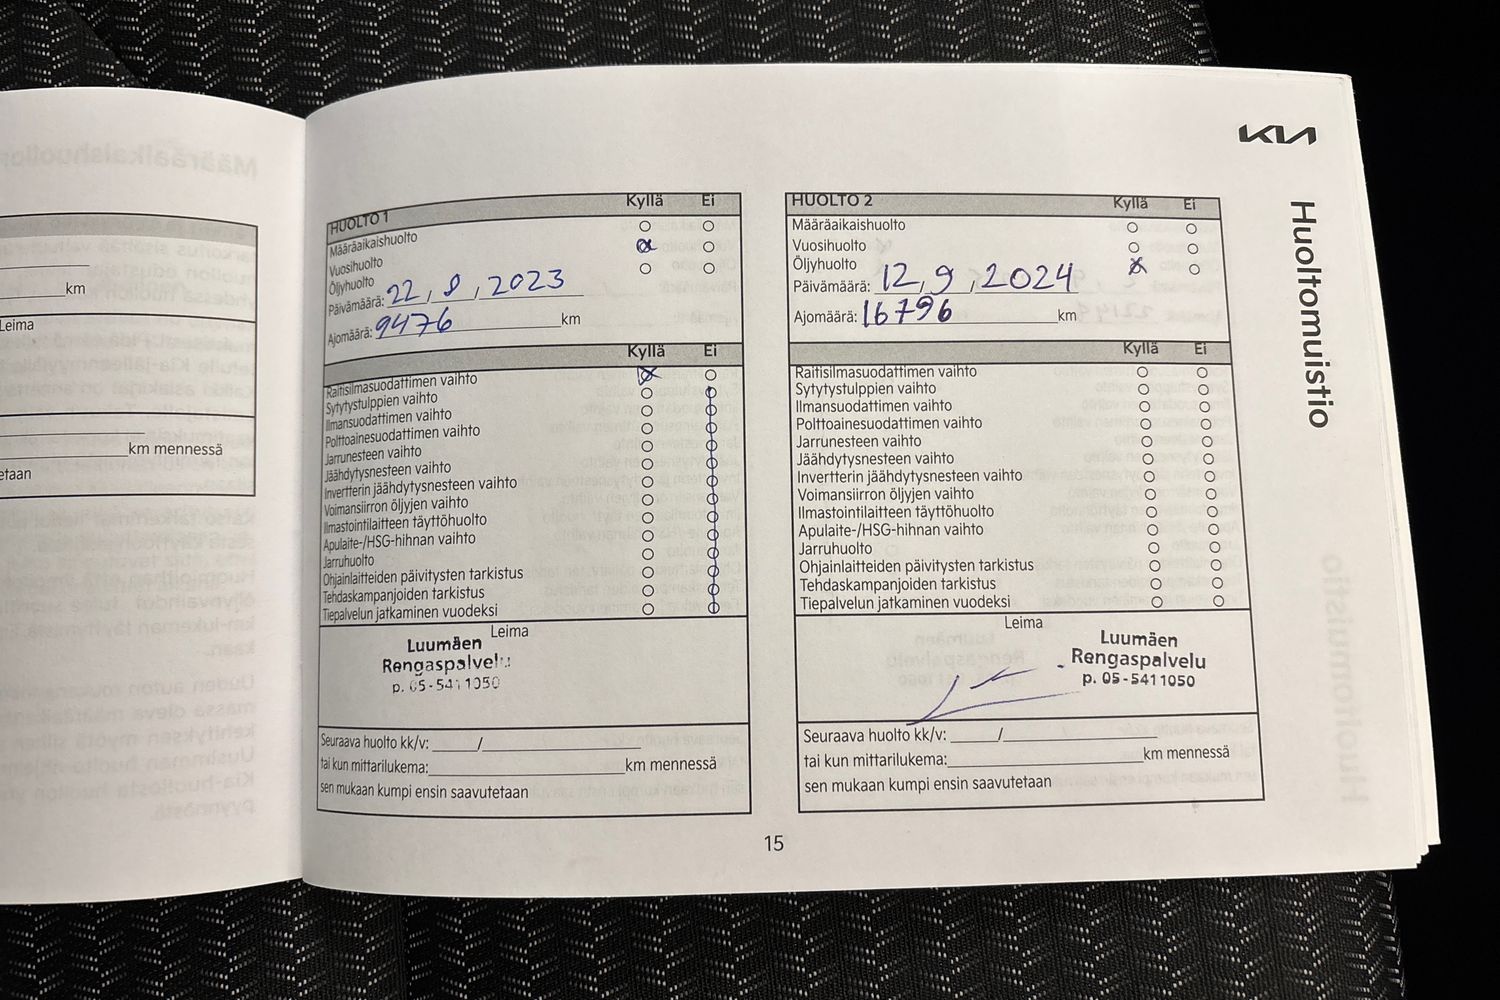 km
Leima
km mennessä
etaan
KIA
Huoltomuistio
HUOLTO 1 Kyllä Ei
Määräaikaishuolto
Vuosihuolto
Öljyhuolto
Päivämäärä: 22, 8, 2023
Ajomäärä: 9476 km
Kyllä Ei
Raitisilmasuodattimen vaihto
Sytytystulppien vaihto
Ilmansuodattimen vaihto
Polttoainesuodattimen vaihto
Jarrunesteen vaihto
Jäähdytysnesteen vaihto
Invertterin jäähdytysnesteen vaihto
Voimansiirron öljyjen vaihto
Ilmastointilaitteen täyttöhuolto
Apulaite-/HSG-hihnan vaihto
Jarruhuolto
Ohjainlaitteiden päivitysten tarkistus
Tehdaskampanjoiden tarkistus
Tiepalvelun jatkaminen vuodeksi
Leima
Luumäen
Rengaspalvelu
p. 05-541 1050
Seuraava huolto kk/v: /
tai kun mittarilukema: km mennessä
sen mukaan kumpi ensin saavutetaan
HUOLTO 2 Kyllä Ei
Määräaikaishuolto
Vuosihuolto
Öljyhuolto
Päivämäärä: 12, 9, 2024
Ajomäärä: 16796 km
Kyllä Ei
Raitisilmasuodattimen vaihto
Sytytystulppien vaihto
Ilmansuodattimen vaihto
Polttoainesuodattimen vaihto
Jarrunesteen vaihto
Jäähdytysnesteen vaihto
Invertterin jäähdytysnesteen vaihto
Voimansiirron öljyjen vaihto
Ilmastointilaitteen täyttöhuolto
Apulaite-/HSG-hihnan vaihto
Jarruhuolto
Ohjainlaitteiden päivitysten tarkistus
Tehdaskampanjoiden tarkistus
Tiepalvelun jatkaminen vuodeksi
Leima
Luumäen
Rengaspalvelu
p. 05-541 1050
Seuraava huolto kk/v: /
tai kun mittarilukema: km mennessä
sen mukaan kumpi ensin saavutetaan
15